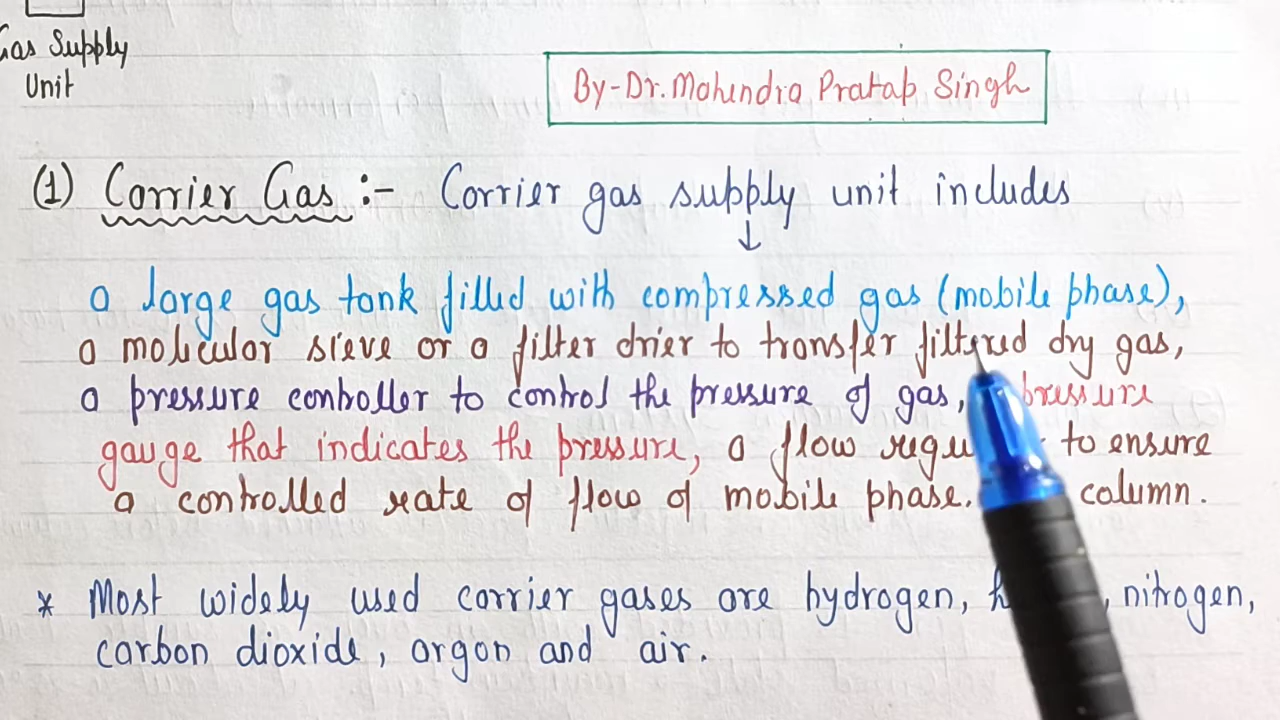 Gas Supply
Unit
By-Dr. Mahendra Pratap Singh
(1) Carrier Gas :- Carrier gas supply unit includes
↓
a large gas tank filled with compressed gas (mobile phase),
a molecular sieve or a filter drier to transfer filtered dry gas,
a pressure controller to control the pressure of gas, pressure
gauge that indicates the pressure, a flow to ensure
a controlled rate of flow of mobile phase. column.
* Most widely used carrier gases are hydrogen, nitrogen,
carbon dioxide, argon and air.